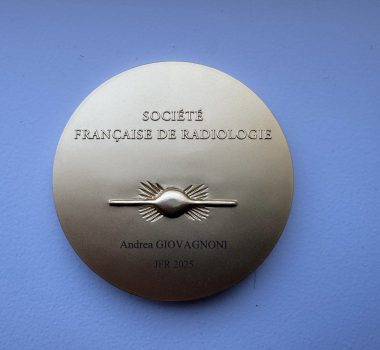 SOCIÉTÉ
FRANÇAISE DE RADIOLOGIE
Andrea GIOVAGNONI
JFR 2025